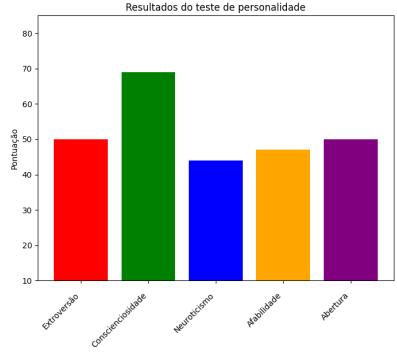 Resultados do teste de personalidade
80
70
60
50
40
30
20
10
Pontuação
Extroversão
Conscienciosidade
Neuroticismo
Afabilidade
Abertura